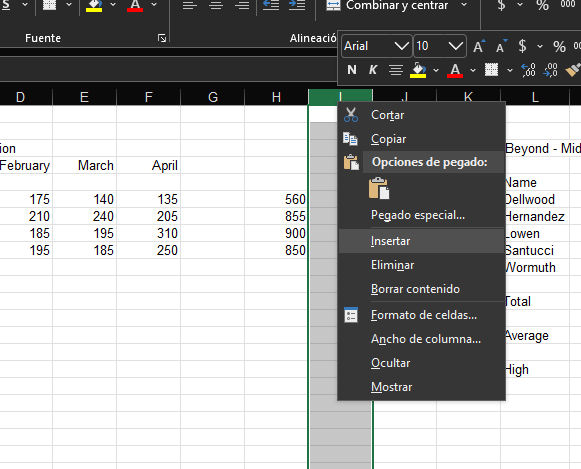 S
Combinar y centrar
$
%
000
Fuente
Alineació
Arial
10
A
A
$
%
000
N
K
A
D
E
F
G
H
I
J
K
L
ion
Beyond - Mid
February
March
April
Name
175
140
135
560
Dellwood
210
240
205
855
Hernandez
185
195
310
900
Lowen
195
185
250
850
Santucci
Wormuth
Total
Average
High
Cortar
Copiar
Opciones de pegado:
Pegado especial...
Insertar
Eliminar
Borrar contenido
Formato de celdas...
Ancho de columna...
Ocultar
Mostrar